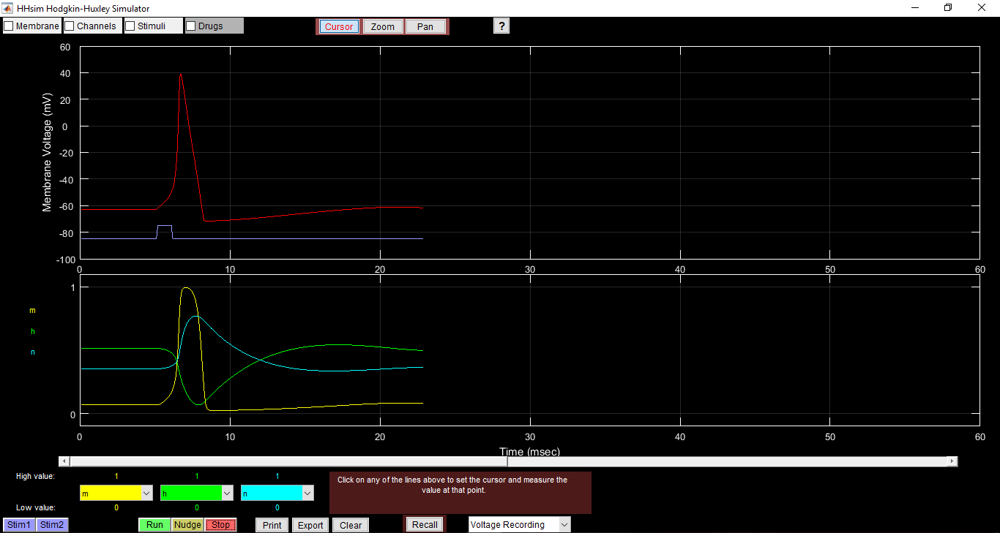 HHsim Hodgkin-Huxley Simulator
Membrane Channels Stimuli Drugs Cursor Zoom Pan ?
60
40
20
0
-20
-40
-60
-80
-100
Membrane Voltage (mV)
0 10 20 30 40 50 60
1
m
h
n
0
0 10 20 30 40 50 60
Time (msec)
High value: 1 1 1
m h n
Low value: 0 0 0
Click on any of the lines above to set the cursor and measure the
value at that point.
Stim1 Stim2 Run Nudge Stop Print Export Clear Recall Voltage Recording